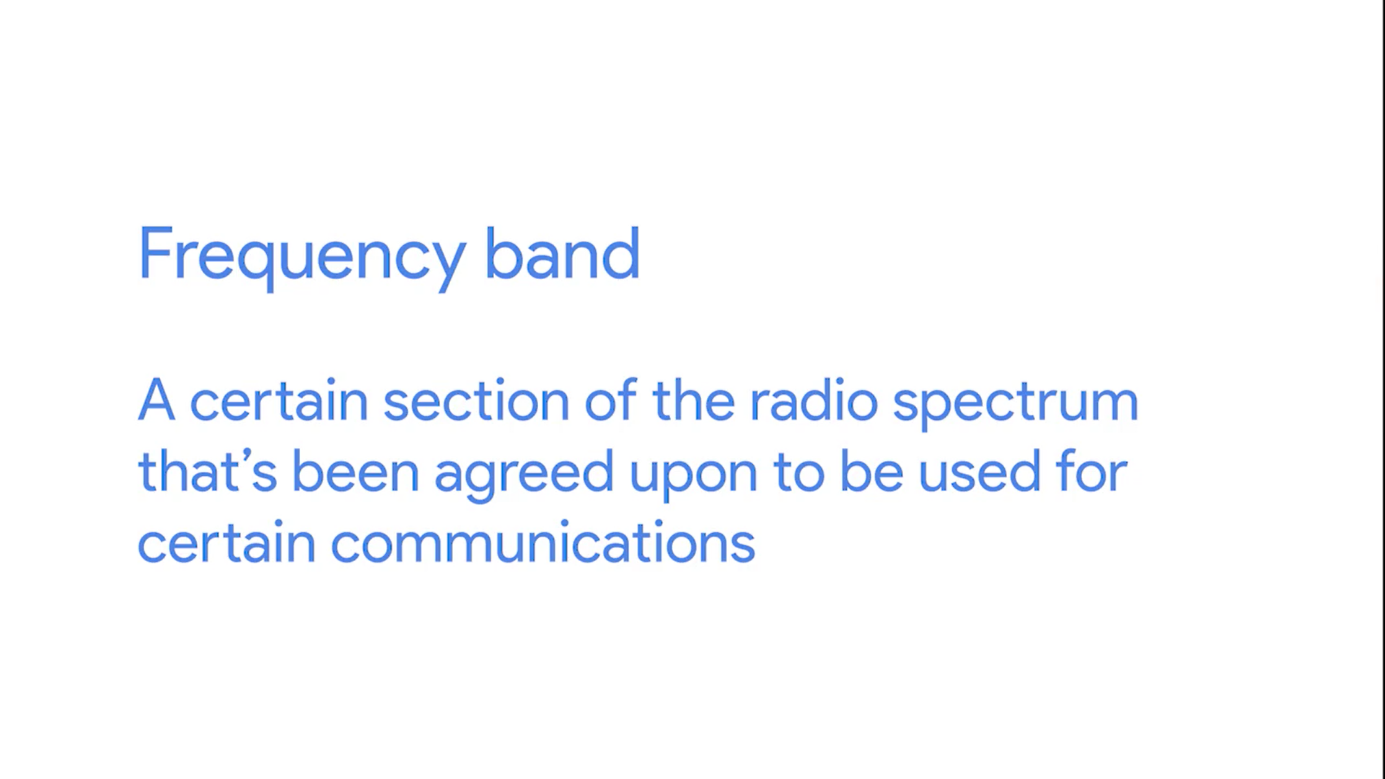 Frequency band
A certain section of the radio spectrum
that’s been agreed upon to be used for
certain communications